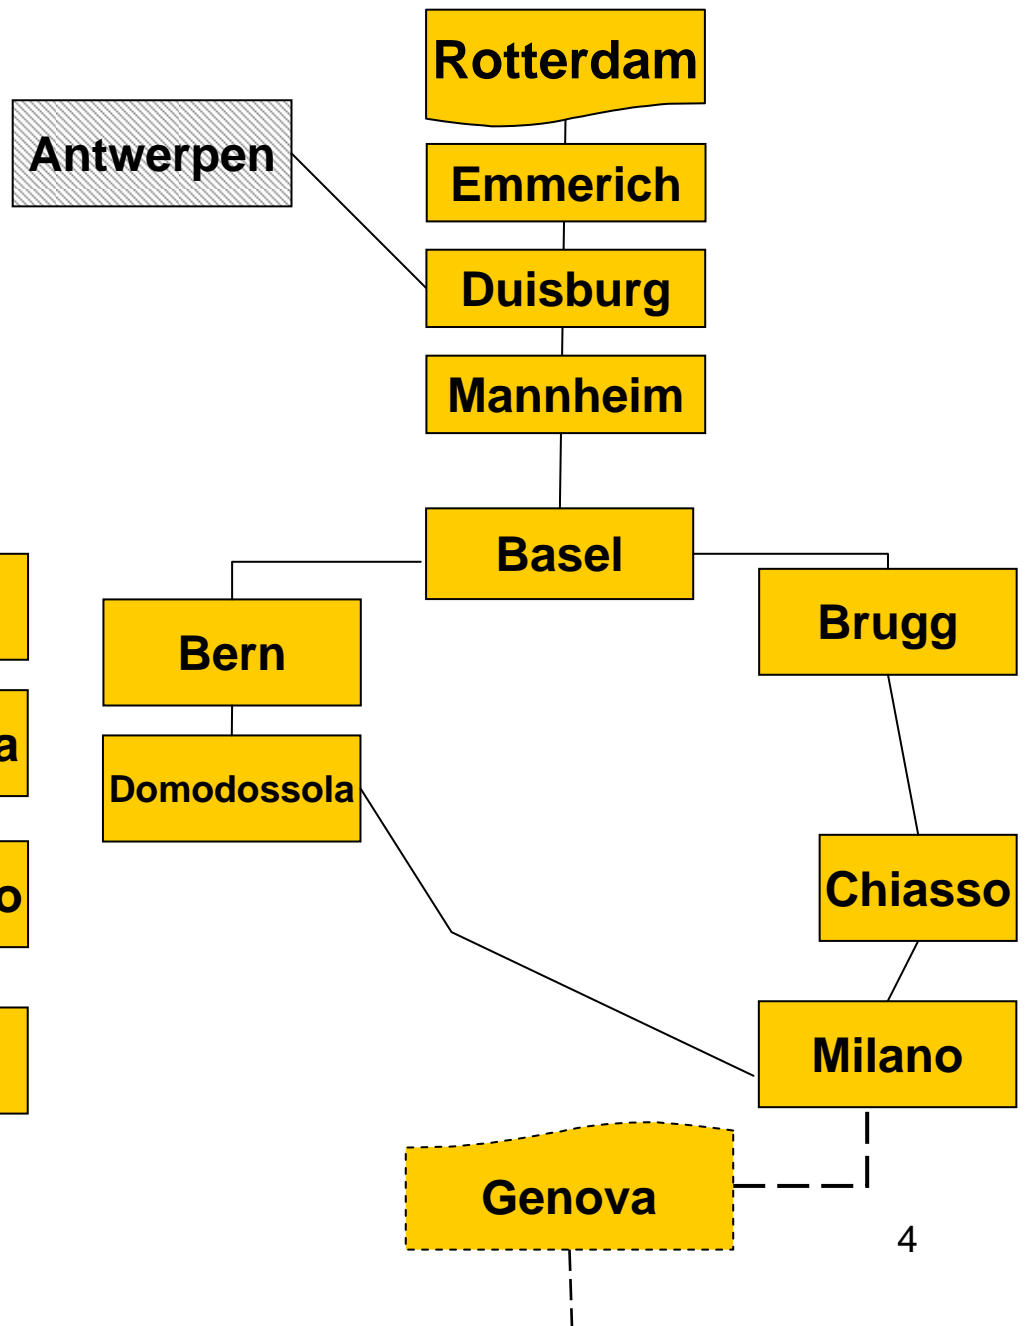 Rotterdam
Antwerpen
Emmerich
Duisburg
Mannheim
Basel
Brugg
Bern
a
Domodossola
Chiasso
o
Milano
Genova
4